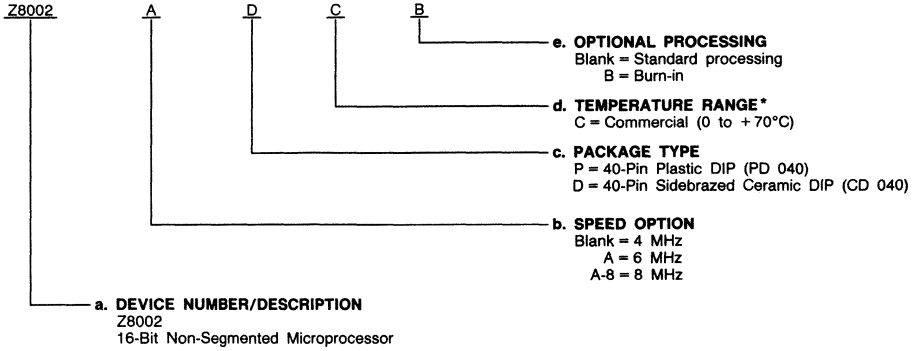 Z8002 A D C B
e. OPTIONAL PROCESSING
Blank = Standard processing
B = Burn-in
d. TEMPERATURE RANGE*
C = Commercial (0 to +70°C)
c. PACKAGE TYPE
P = 40-Pin Plastic DIP (PD 040)
D = 40-Pin Sidebrazed Ceramic DIP (CD 040)
b. SPEED OPTION
Blank = 4 MHz
A = 6 MHz
A-8 = 8 MHz
a. DEVICE NUMBER/DESCRIPTION
Z8002
16-Bit Non-Segmented Microprocessor